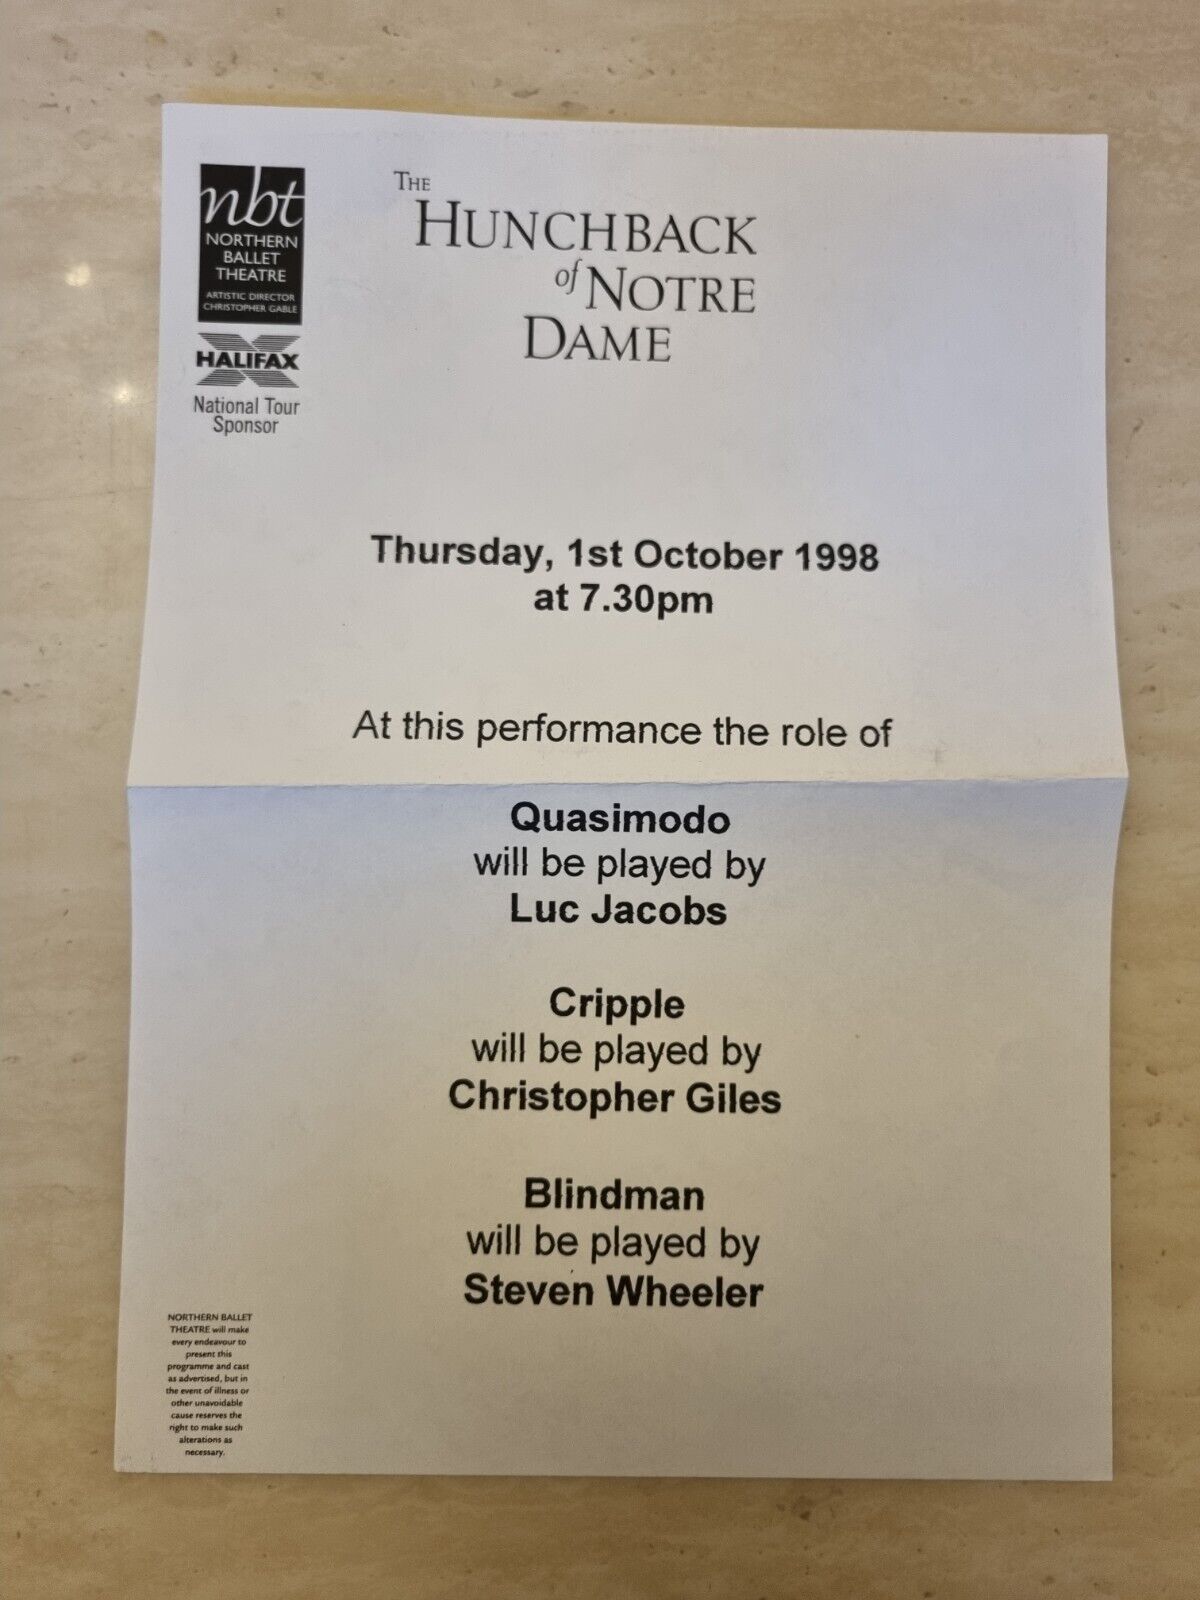 nbt
NORTHERN
BALLET
THEATRE
ARTISTIC DIRECTOR
CHRISTOPHER GABLE
HALIFAX
National Tour
Sponsor
THE
HUNCHBACK
of NOTRE
DAME
Thursday, 1st October 1998
at 7.30pm
At this performance the role of
Quasimodo
will be played by
Luc Jacobs
Cripple
will be played by
Christopher Giles
Blindman
will be played by
Steven Wheeler
NORTHERN BALLET
THEATRE will make
every endeavour to
present this
programme and cast
as advertised, but in
the event of illness or
other unavoidable
cause reserves the
right to make such
alterations as
necessary.